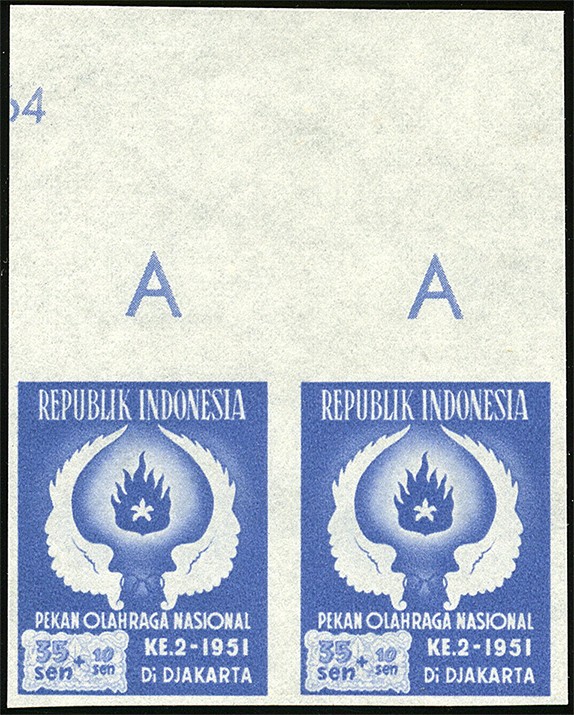 64
A A
REPUBLIK INDONESIA
PEKAN OLAHRAGA NASIONAL
35 sen + 10 sen
KE.2-1951
Di DJAKARTA
REPUBLIK INDONESIA
PEKAN OLAHRAGA NASIONAL
35 sen + 10 sen
KE.2-1951
Di DJAKARTA